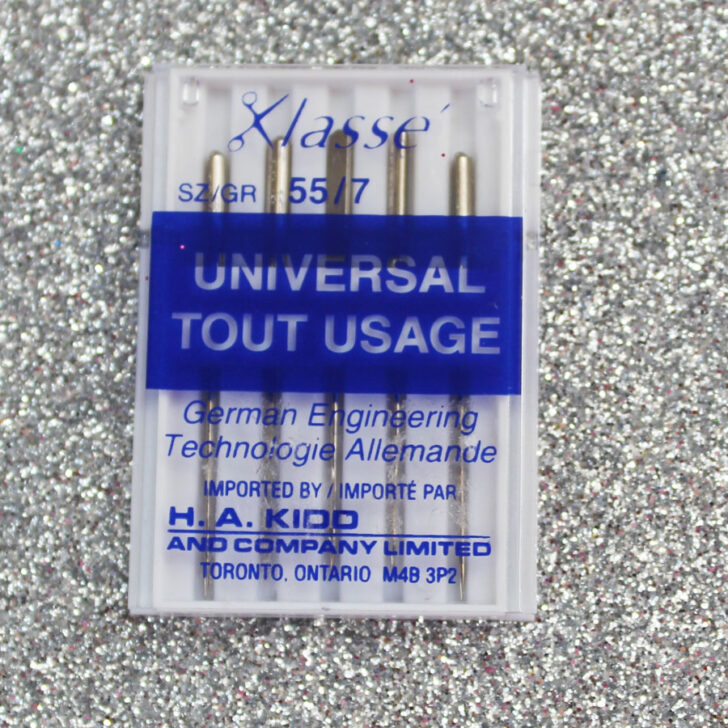 Klassé
SZ/GR 55/7
UNIVERSAL
TOUT USAGE
German Engineering
Technologie Allemande
IMPORTED BY / IMPORTÉ PAR
H. A. KIDD
AND COMPANY LIMITED
TORONTO, ONTARIO M4B 3P2